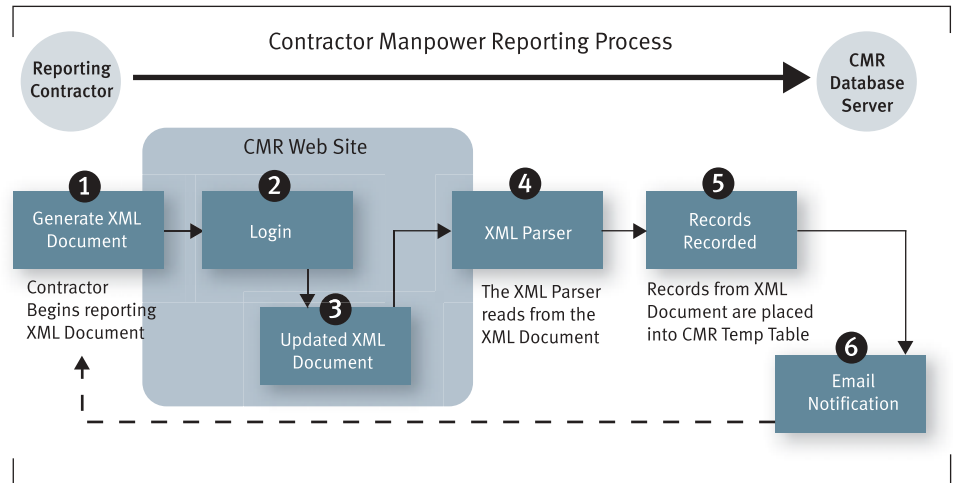 Contractor Manpower Reporting Process
Reporting
Contractor
CMR
Database
Server
CMR Web Site
1
Generate XML
Document
Contractor
Begins reporting
XML Document
2
Login
3
Updated XML
Document
4
XML Parser
The XML Parser
reads from the
XML Document
5
Records
Recorded
Records from XML
Document are placed
into CMR Temp Table
6
Email
Notification